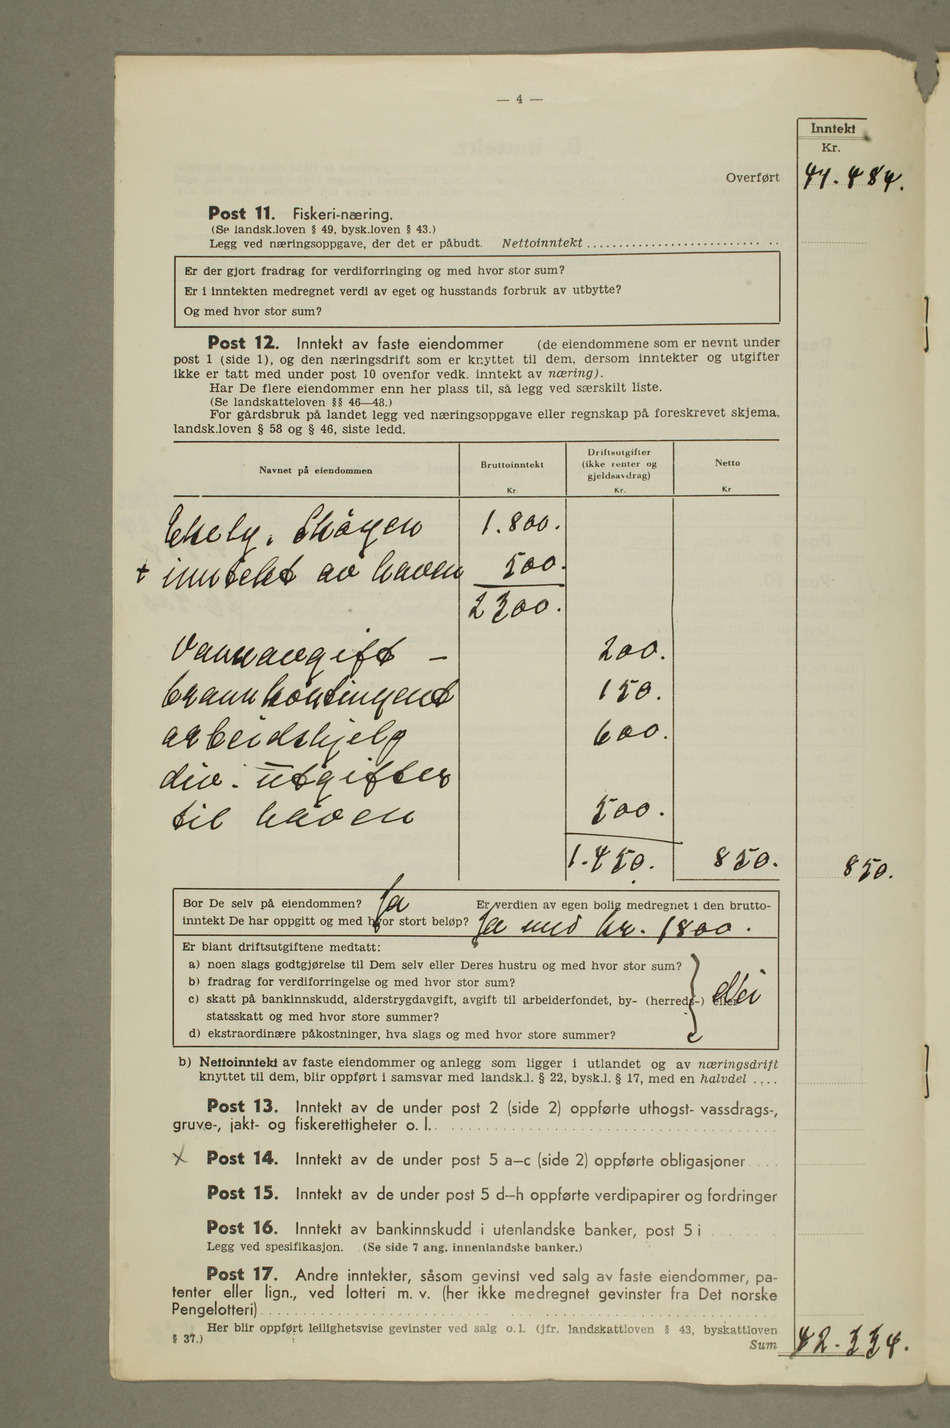 — 4 —
Inntekt
Kr.
Overført 41.484.
Post 11. Fiskeri-næring.
(Se landsk.loven § 49, bysk.loven § 43.)
Legg ved næringsoppgave, der det er påbudt. Nettoinntekt
Er der gjort fradrag for verdiforringing og med hvor stor sum?
Er i inntekten medregnet verdi av eget og husstands forbruk av utbytte?
Og med hvor stor sum?
Post 12. Inntekt av faste eiendommer (de eiendommene som er nevnt under
post 1 (side 1), og den næringsdrift som er knyttet til dem, dersom inntekter og utgifter
ikke er tatt med under post 10 ovenfor vedk. inntekt av næring).
Har De flere eiendommer enn her plass til, så legg ved særskilt liste.
(Se landskatteloven §§ 46—48.)
For gårdsbruk på landet legg ved næringsoppgave eller regnskap på foreskrevet skjema,
landsk.loven § 58 og § 46, siste ledd.
Navnet på eiendommen
Bruttoinntekt
Kr
Driftsutgifter
(ikke renter og
gjeldsavdrag)
Kr.
Netto
Kr
Ekely, Skøyen 1.800.
+ inntekt av haven 500.
2300.
Vannavgift — 200.
brannkontingent 150.
arbeidshjelp 600.
div. utgifter
til haven 500.
1.450. 850. 850.
Bor De selv på eiendommen? Ja Er verdien av egen bolig medregnet i den brutto-
inntekt De har oppgitt og med hvor stort beløp? Ja med kr. 1800.
Er blant driftsutgiftene medtatt:
a) noen slags godtgjørelse til Dem selv eller Deres hustru og med hvor stor sum?
b) fradrag for verdiforringelse og med hvor stor sum?
c) skatt på bankinnskudd, alderstrygdavgift, avgift til arbeiderfondet, by- (herreds-) eller Nei
statsskatt og med hvor store summer?
d) ekstraordinære påkostninger, hva slags og med hvor store summer?
b) Nettoinntekt av faste eiendommer og anlegg som ligger i utlandet og av næringsdrift
knyttet til dem, blir oppført i samsvar med landsk.l. § 22, bysk.l. § 17, med en halvdel ....
Post 13. Inntekt av de under post 2 (side 2) oppførte uthogst- vassdrags-,
gruve-, jakt- og fiskerettigheter o. l.
X Post 14. Inntekt av de under post 5 a—c (side 2) oppførte obligasjoner
Post 15. Inntekt av de under post 5 d—h oppførte verdipapirer og fordringer
Post 16. Inntekt av bankinnskudd i utenlandske banker, post 5 i
Legg ved spesifikasjon. (Se side 7 ang. innenlandske banker.)
Post 17. Andre inntekter, såsom gevinst ved salg av faste eiendommer, pa-
tenter eller lign., ved lotteri m. v. (her ikke medregnet gevinster fra Det norske
Pengelotteri)
Her blir oppført leilighetsvise gevinster ved salg o.l. (jfr. landskattloven § 43, byskattloven
§ 37.)
Sum 42.334.